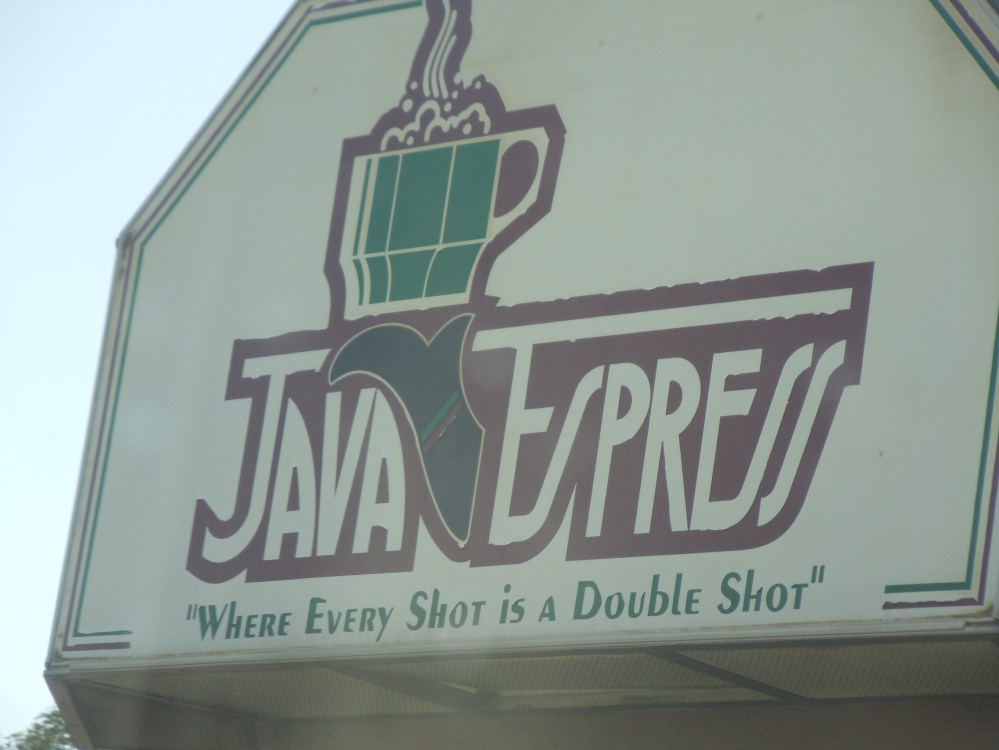 JAVA ESPRESS
"WHERE EVERY SHOT IS A DOUBLE SHOT"